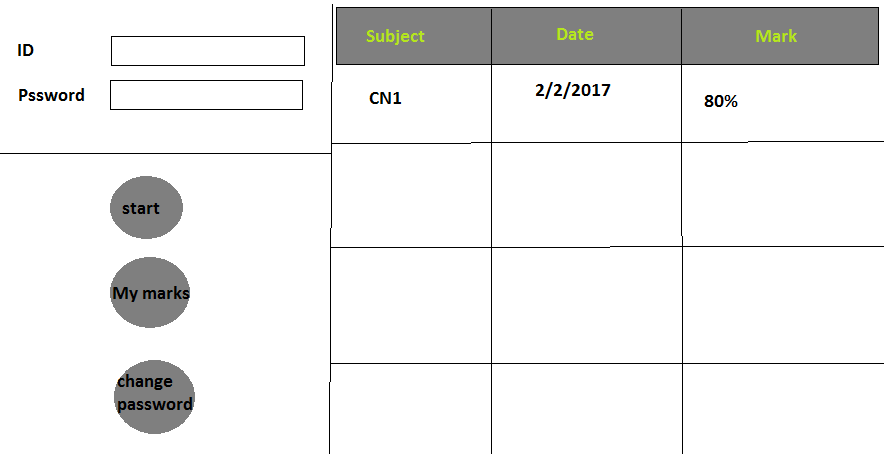 ID
Pssword
start
My marks
change
password
Subject Date Mark
CN1 2/2/2017 80%